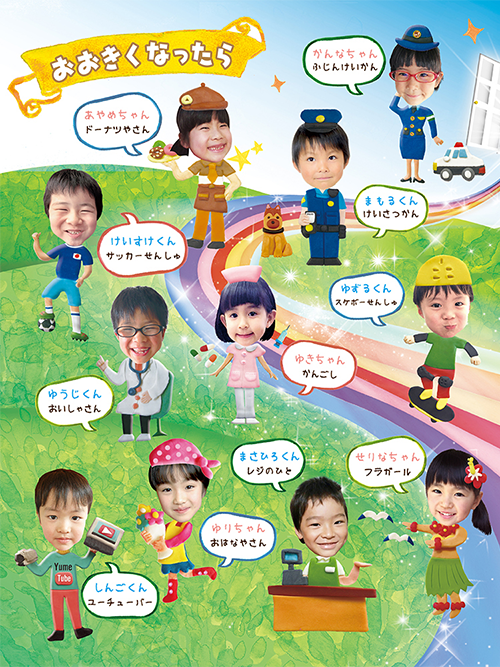 おおきくなったら
かんなちゃん
ふじんけいかん
あやめちゃん
ドーナツやさん
まもるくん
けいさつかん
けいすけくん
サッカーせんしゅ
ゆずるくん
スケボーせんしゅ
ゆきちゃん
かんごし
ゆうじくん
おいしゃさん
まさひろくん
レジのひと
せりなちゃん
フラガール
ゆりちゃん
おはなやさん
Yume
Tube
しんごくん
ユーチューバー